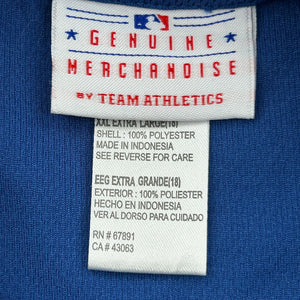 GENUINE
MERCHANDISE
BY TEAM ATHLETICS
XXL EXTRA LARGE(18)
SHELL : 100% POLYESTER
MADE IN INDONESIA
SEE REVERSE FOR CARE
EEG EXTRA GRANDE(18)
EXTERIOR : 100% POLIESTER
HECHO EN INDONESIA
VER AL DORSO PARA CUIDADO
RN # 67891
CA # 43063